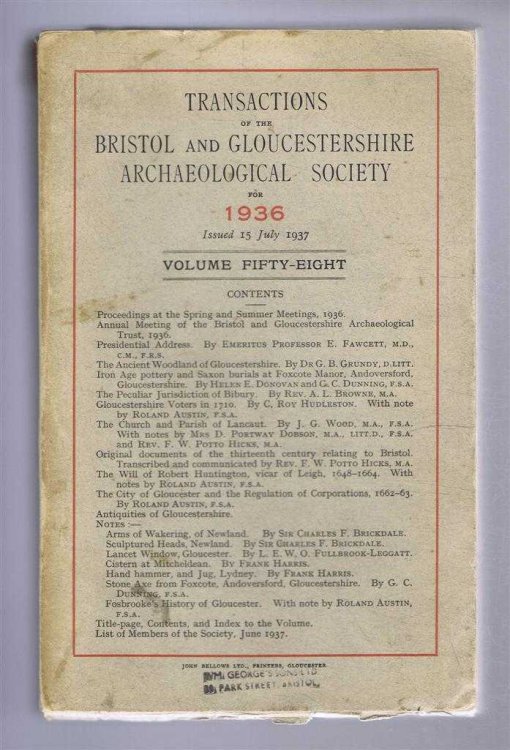 TRANSACTIONS
OF THE
BRISTOL AND GLOUCESTERSHIRE
ARCHAEOLOGICAL SOCIETY
FOR
1936
Issued 15 July 1937
VOLUME FIFTY-EIGHT
CONTENTS
Proceedings at the Spring and Summer Meetings, 1936.
Annual Meeting of the Bristol and Gloucestershire Archaeological
Trust, 1936.
Presidential Address. By EMERITUS PROFESSOR E. FAWCETT, M.D.,
C.M., F.R.S.
The Ancient Woodland of Gloucestershire. By DR G. B. GRUNDY, D.LITT.
Iron Age pottery and Saxon burials at Foxcote Manor, Andoversford,
Gloucestershire. By HELEN E. DONOVAN and G. C. DUNNING, F.S.A.
The Peculiar Jurisdiction of Bibury. By REV. A. L. BROWNE, M.A.
Gloucestershire Voters in 1710. By C. ROY HUDLESTON. With note
by ROLAND AUSTIN, F.S.A.
The Church and Parish of Lancaut. By J. G. WOOD, M.A., F.S.A.
With notes by MRS D. PORTWAY DOBSON, M.A., LITT.D., F.S.A.
and REV. F. W. POTTO HICKS, M.A.
Original documents of the thirteenth century relating to Bristol.
Transcribed and communicated by REV. F. W. POTTO HICKS, M.A.
The Will of Robert Huntington, vicar of Leigh, 1648-1664. With
notes by ROLAND AUSTIN, F.S.A.
The City of Gloucester and the Regulation of Corporations, 1662-63.
By ROLAND AUSTIN, F.S.A.
Antiquities of Gloucestershire.
NOTES :—
Arms of Wakering, of Newland. By SIR CHARLES F. BRICKDALE.
Sculptured Heads, Newland. By SIR CHARLES F. BRICKDALE.
Lancet Window, Gloucester. By L. E. W. O. FULLBROOK-LEGGATT.
Cistern at Mitcheldean. By FRANK HARRIS.
Hand hammer, and Jug, Lydney. By FRANK HARRIS.
Stone Axe from Foxcote, Andoversford, Gloucestershire. By G. C.
DUNNING, F.S.A.
Fosbrooke's History of Gloucester. With note by ROLAND AUSTIN,
F.S.A.
Title-page, Contents, and Index to the Volume.
List of Members of the Society, June 1937.
JOHN BELLOWS LTD., PRINTERS, GLOUCESTER
WM. GEORGE'S SONS LTD.
PARK STREET, BRISTOL,